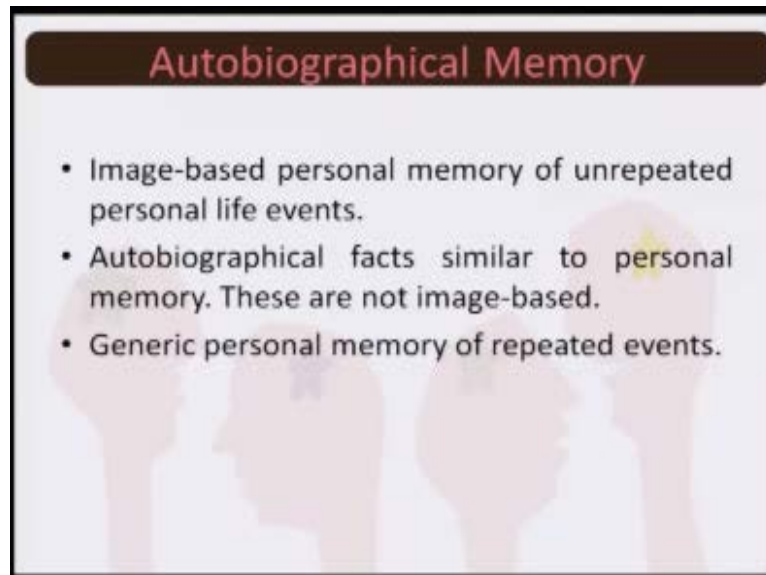 Autobiographical Memory
• Image-based personal memory of unrepeated
personal life events.
• Autobiographical facts similar to personal
memory. These are not image-based.
• Generic personal memory of repeated events.